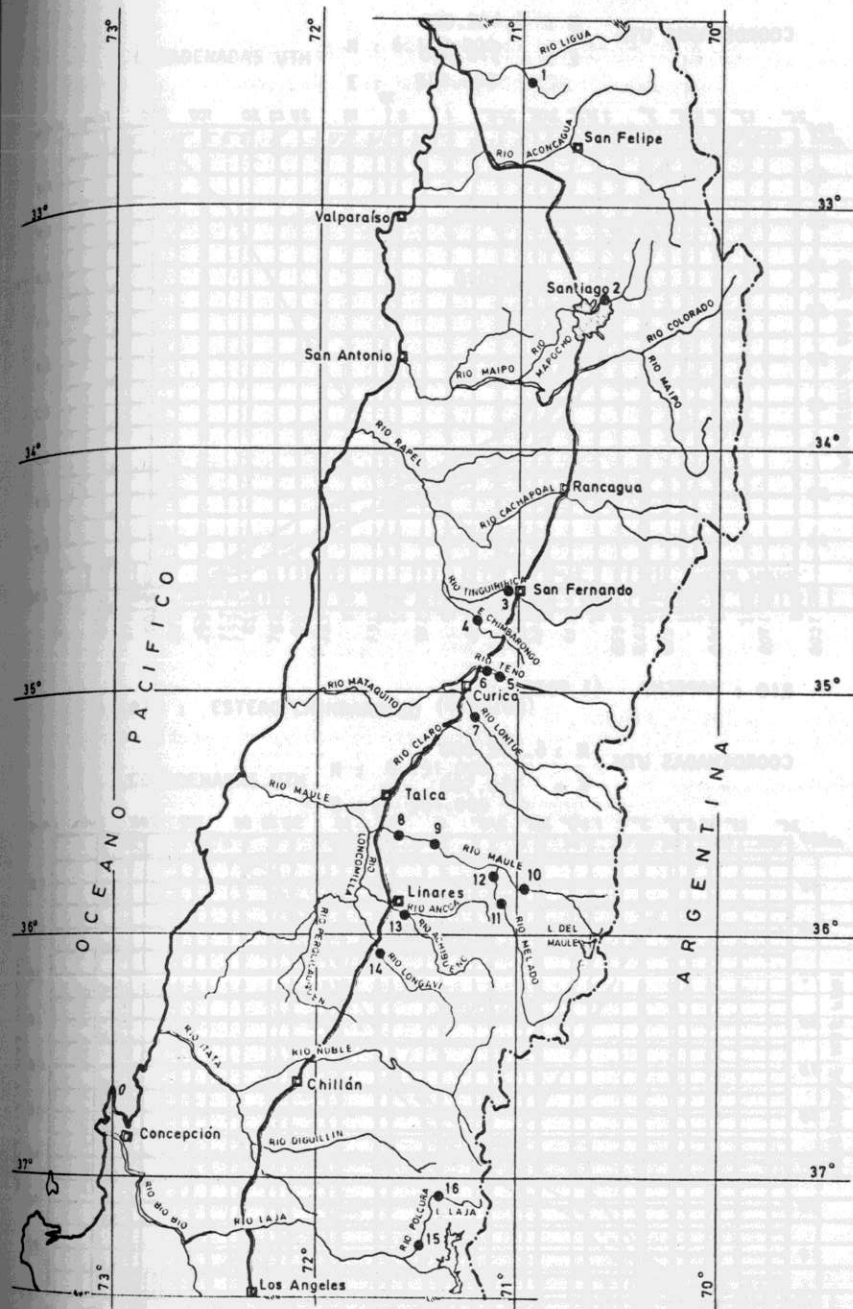 73°
72°
71°
70°
RIO LIGUA
1
RIO ACONCAGUA
San Felipe
33°
33°
Valparaíso
Santiago 2
RIO COLORADO
RIO MAPOCHO
San Antonio
RIO MAIPO
RIO MAIPO
34°
34°
RIO RAPEL
Rancagua
RIO CACHAPOAL
RIO TINGUIRIRICA
3
San Fernando
4
E. CHIMBARONGO
RIO TENO
6
5
35°
35°
RIO MATAQUITO
Curica
7
RIO LONTUE
RIO CLARO
OCEANO PACIFICO
ARGENTINA
RIO MAULE
Talca
8
9
RIO MAULE
RIO LONCOMILLA
12
10
Linares
RIO ANCOA
11
13
L. DEL MAULE
36°
36°
RIO MELADO
14
RIO LONGAVI
RIO ITATA
RIO ÑUBLE
Chillán
Concepción
RIO DIGUILLIN
37°
37°
16
L. LAJA
RIO BIO BIO
RIO LAJA
RIO POLCURA
15
73°
72°
71°
70°
Los Angeles